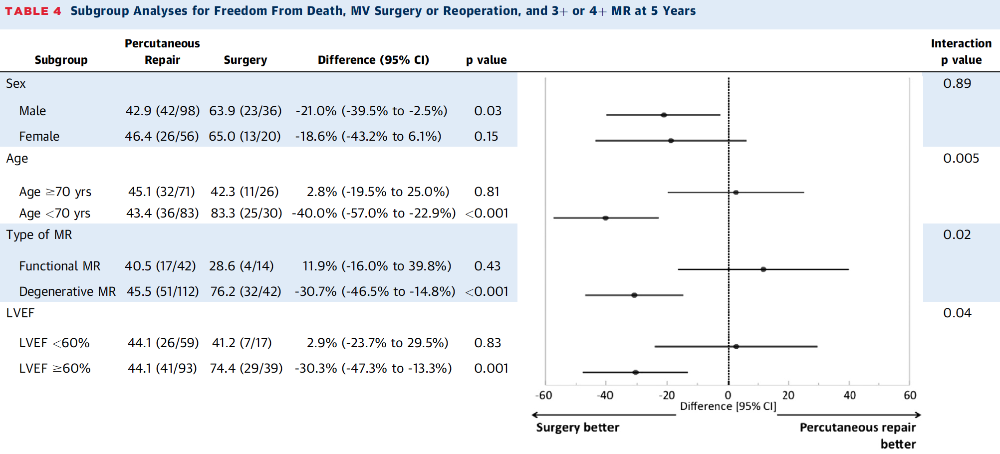 TABLE 4 Subgroup Analyses for Freedom From Death, MV Surgery or Reoperation, and 3+ or 4+ MR at 5 Years
Subgroup Percutaneous Repair Surgery Difference (95% CI) p value Interaction p value
Sex 0.89
Male 42.9 (42/98) 63.9 (23/36) -21.0% (-39.5% to -2.5%) 0.03
Female 46.4 (26/56) 65.0 (13/20) -18.6% (-43.2% to 6.1%) 0.15
Age 0.005
Age ≥70 yrs 45.1 (32/71) 42.3 (11/26) 2.8% (-19.5% to 25.0%) 0.81
Age <70 yrs 43.4 (36/83) 83.3 (25/30) -40.0% (-57.0% to -22.9%) <0.001
Type of MR 0.02
Functional MR 40.5 (17/42) 28.6 (4/14) 11.9% (-16.0% to 39.8%) 0.43
Degenerative MR 45.5 (51/112) 76.2 (32/42) -30.7% (-46.5% to -14.8%) <0.001
LVEF 0.04
LVEF <60% 44.1 (26/59) 41.2 (7/17) 2.9% (-23.7% to 29.5%) 0.83
LVEF ≥60% 44.1 (41/93) 74.4 (29/39) -30.3% (-47.3% to -13.3%) 0.001
-60 -40 -20 0 20 40 60
Difference [95% CI]
Surgery better Percutaneous repair
better